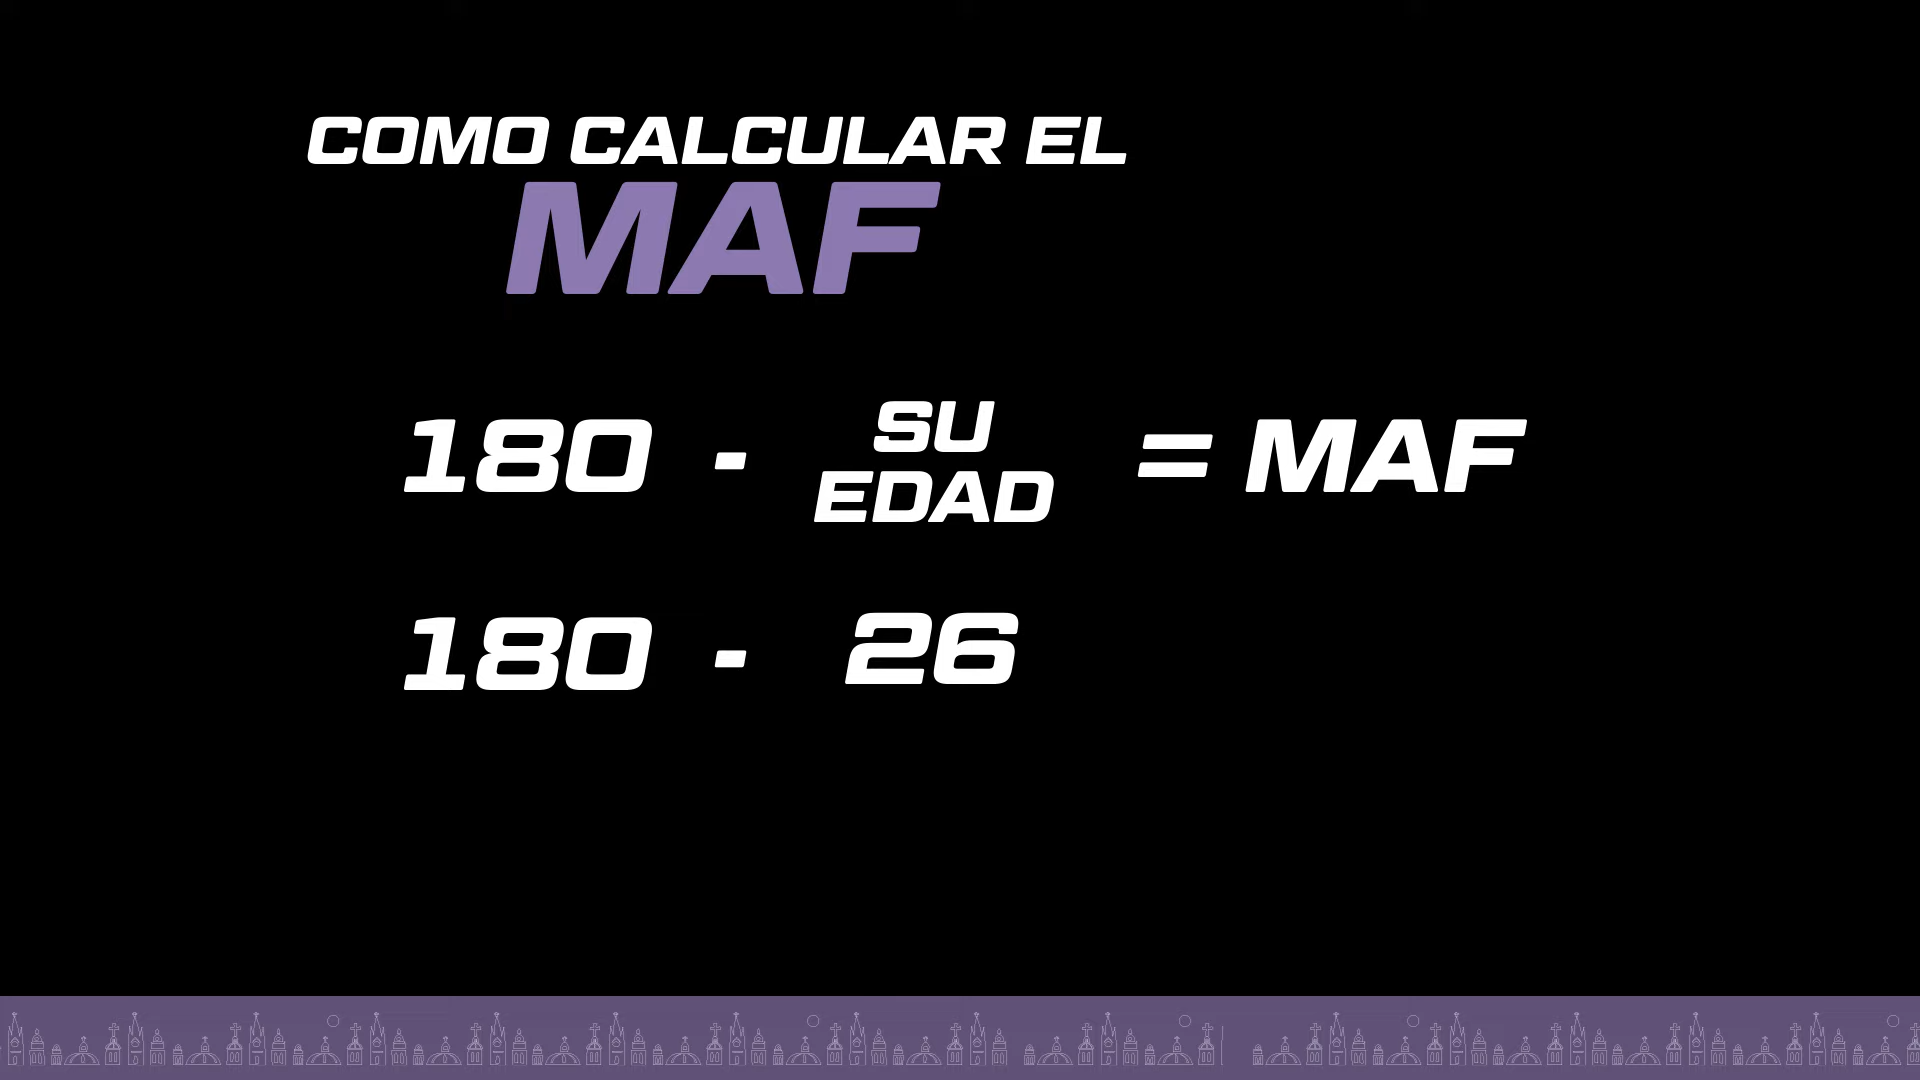 COMO CALCULAR EL
MAF
180 - SU EDAD = MAF
180 - 26